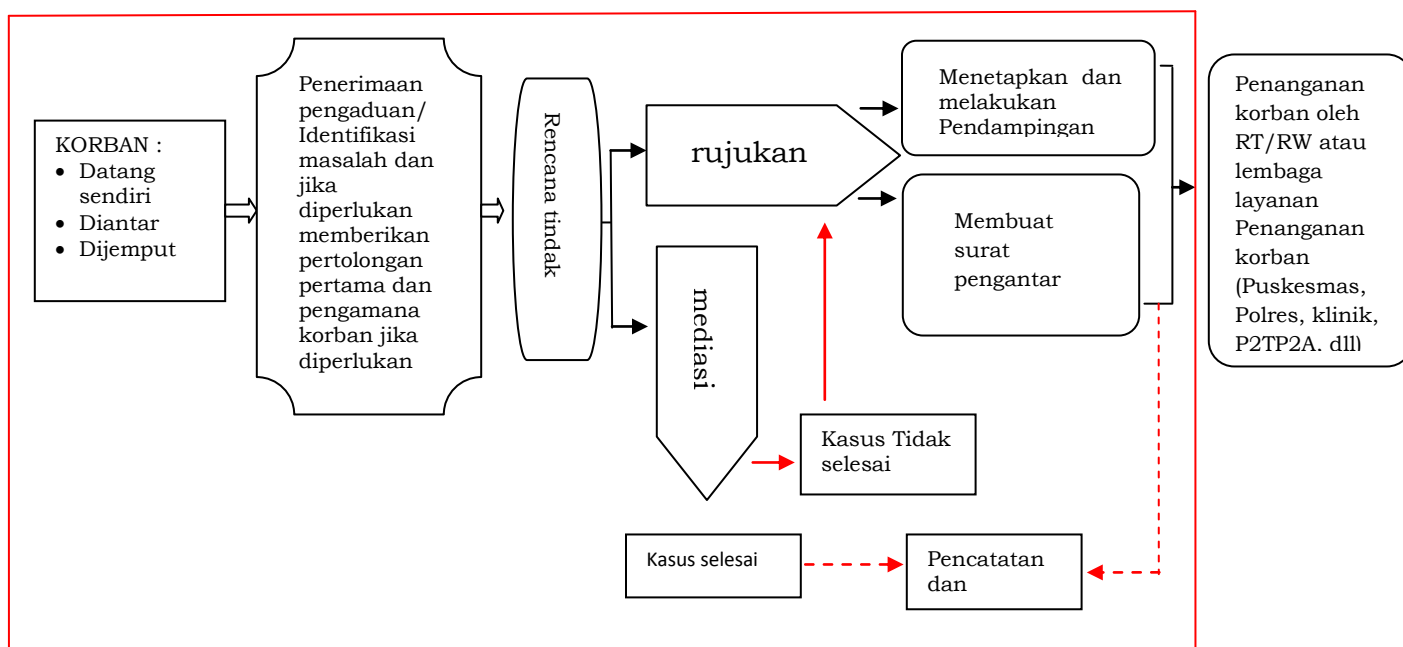 KORBAN :
• Datang
sendiri
• Diantar
• Dijemput
Penerimaan
pengaduan/
Identifikasi
masalah dan
jika
diperlukan
memberikan
pertolongan
pertama dan
pengamana
korban jika
diperlukan
Rencana tindak
rujukan
mediasi
Menetapkan dan
melakukan
Pendampingan
Membuat
surat
pengantar
Kasus Tidak
selesai
Kasus selesai
Pencatatan
dan
Penanganan
korban oleh
RT/RW atau
lembaga
layanan
Penanganan
korban
(Puskesmas,
Polres, klinik,
P2TP2A. dll)